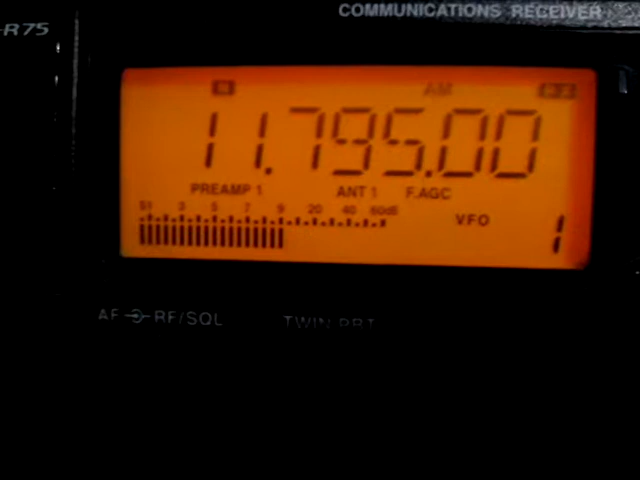 COMMUNICATIONS RECEIVER
-R75
AM
11.795.00
PREAMP 1 ANT 1 F.AGC
S1 3 5 7 9 20 40 60dB
VFO 1
AF RF/SQL TWIN PBT